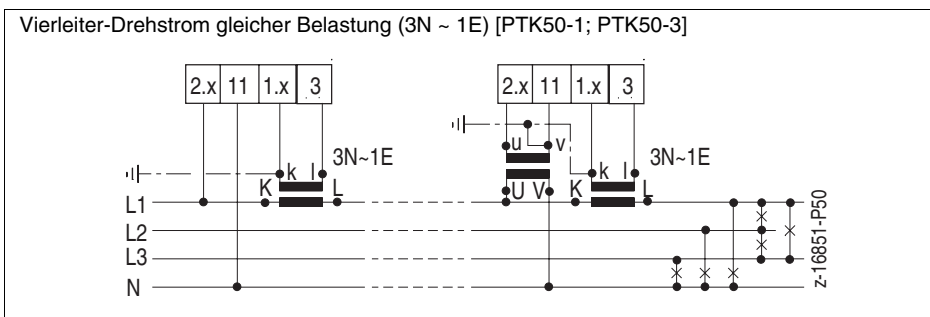 Vierleiter-Drehstrom gleicher Belastung (3N ~ 1E) [PTK50-1; PTK50-3]
2.x 11 1.x 3
2.x 11 1.x 3
u v
k l 3N~1E
k l 3N~1E
K L
U V K L
L1
L2
L3
N
z-16851-P50